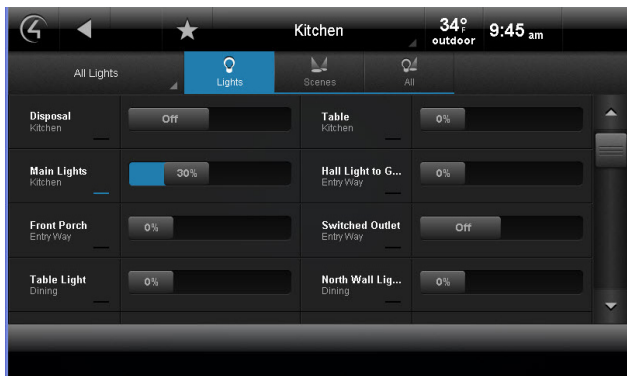 Kitchen
34°F
outdoor
9:45 am
All Lights
Lights
Scenes
All
Disposal
Kitchen
Off
Table
Kitchen
0%
Main Lights
Kitchen
30%
Hall Light to G...
Entry Way
0%
Front Porch
Entry Way
0%
Switched Outlet
Entry Way
Off
Table Light
Dining
0%
North Wall Lig...
Dining
0%